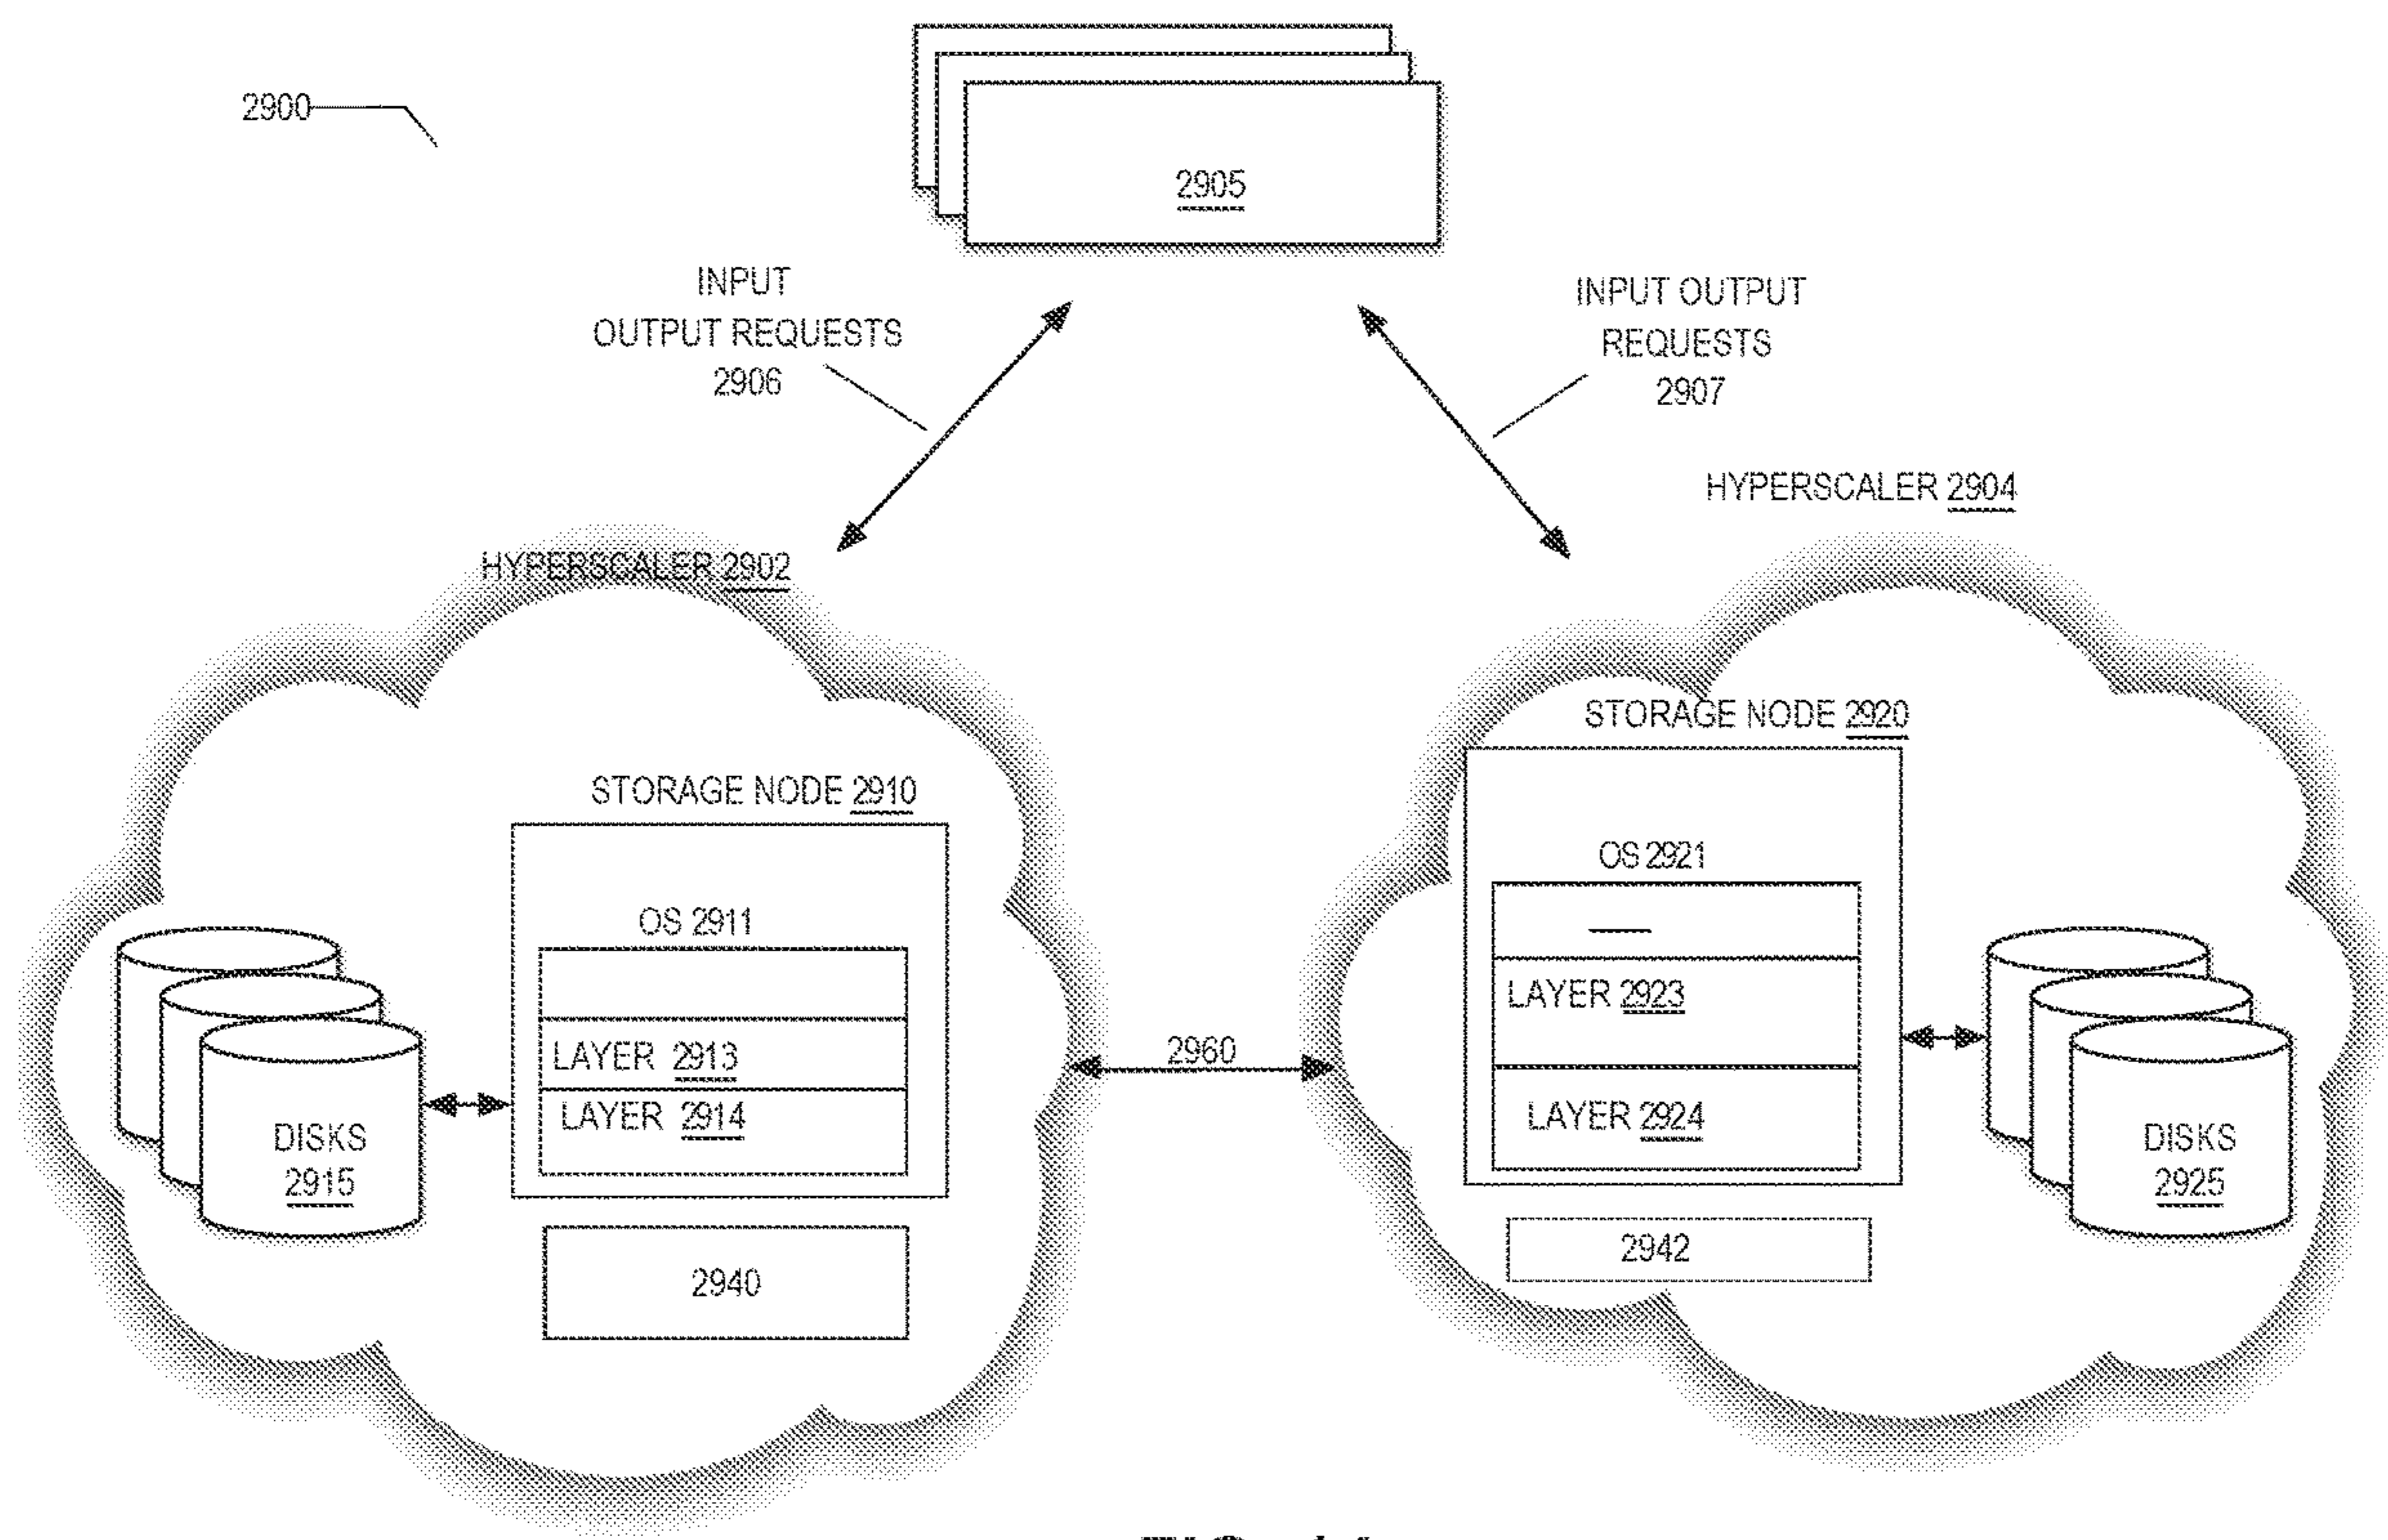 2900
2905
INPUT
OUTPUT REQUESTS
2906
INPUT OUTPUT
REQUESTS
2907
HYPERSCALER 2904
HYPERSCALER 2902
STORAGE NODE 2920
STORAGE NODE 2910
OS 2921
OS 2911
LAYER 2923
LAYER 2913
2960
LAYER 2914
LAYER 2924
DISKS
2915
DISKS
2925
2942
2940